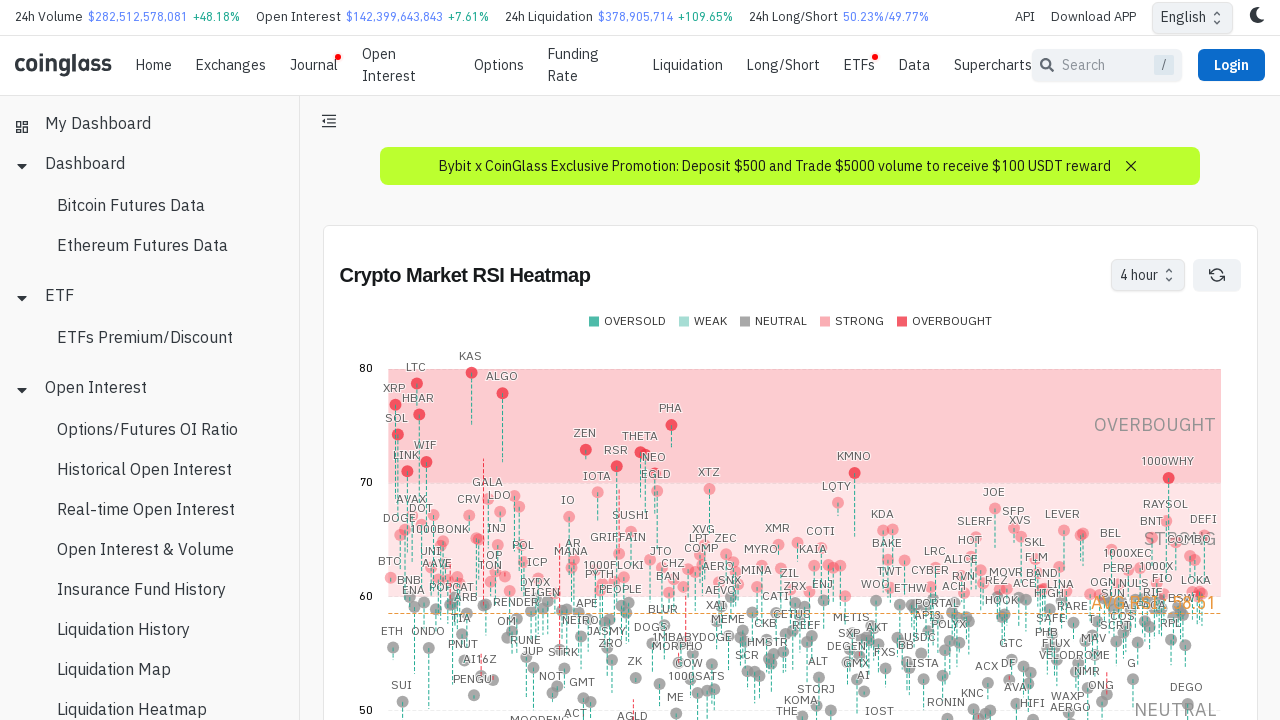 24h Volume $282,512,578,081 +48.18% Open Interest $142,399,643,843 +7.61% 24h Liquidation $378,905,714 +109.65% 24h Long/Short 50.23%/49.77% API Download APP English
coinglass Home Exchanges Journal Open Interest Options Funding Rate Liquidation Long/Short ETFs Data Supercharts Search / Login
My Dashboard
Dashboard
Bitcoin Futures Data
Ethereum Futures Data
ETF
ETFs Premium/Discount
Open Interest
Options/Futures OI Ratio
Historical Open Interest
Real-time Open Interest
Open Interest & Volume
Insurance Fund History
Liquidation History
Liquidation Map
Liquidation Heatmap
Bybit x CoinGlass Exclusive Promotion: Deposit $500 and Trade $5000 volume to receive $100 USDT reward
Crypto Market RSI Heatmap
4 hour
OVERSOLD WEAK NEUTRAL STRONG OVERBOUGHT
80
KAS
LTC
ALGO
XRP
HBAR
PHA
SOL
OVERBOUGHT
ZEN
THETA
WIF
RSR
LINK
NEO
KMNO
1000WHY
70
GALA
IOTA
EGLD
XTZ
LQTY
JOE
AVAX
CRV
LDO
IO
RAYSOL
DOT
SUSHI
KDA
SFP
LEVER
DOGE
1000BONK
INJ
GRIFFAIN
XVG
XMR
COTI
SLERF
XVS
BNT
DEFI
BEL
LPT
ZEC
HOT
COMBO
UNI
OP
POL
AR
MANA
JTO
COMP
MYRO
KAIA
BAKE
LRC
SKL
1000XEC
BTC
AAVE
TON
ICP
1000FLOKI
CHZ
AERO
MINA
ZIL
TWT
CYBER
ALICE
FLM
PERP
1000X
BNB
POPCAT
DYDX
PYTH
BAN
SNX
ZRX
ENJ
WOO
ETHW
ACH
RVN
MOVR
REZ
BANDI
ACE
FIO
LOKA
60
ENA
ARB
EIGEN
PEOPLE
AEVO
CATI
HOOK
HIGH
SUN
RENDER
APE
BLUR
XAI
CETUS
METIS
PORTAL
API3
RARE
TIA
OM
NEIRO
MEME
CKB
REEF
POLYX
SAFE
ETH
ONDO
RUNE
JASMY
DOGS
1MBABYDOGE
SXP
AKT
USDC
PHB
MAV
PNUT
JUP
STRK
ZRO
MORPHO
HMSTR
DEGEN
BB
GTC
FLUX
AI16Z
ZK
COW
SCR
ALT
GMX
FXS
LISTA
ACX
DF
VELODROME
G
PENGU
NOT
1000SATS
AI
NMR
SUI
GMT
ME
STORJ
KNC
AVA
ONG
DEGO
KOMA
RONIN
HIFI
WAXP
50
ACT
AGLD
THE
IOST
AERGO
NEUTRAL